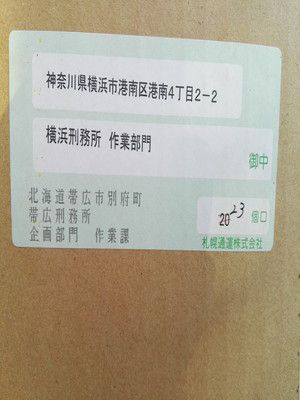 神奈川県横浜市港南区港南4丁目2-2
横浜刑務所 作業部門
御中
北海道帯広市別府町
帯広刑務所
企画部門 作業課
20 23 個口
札幌通運株式会社